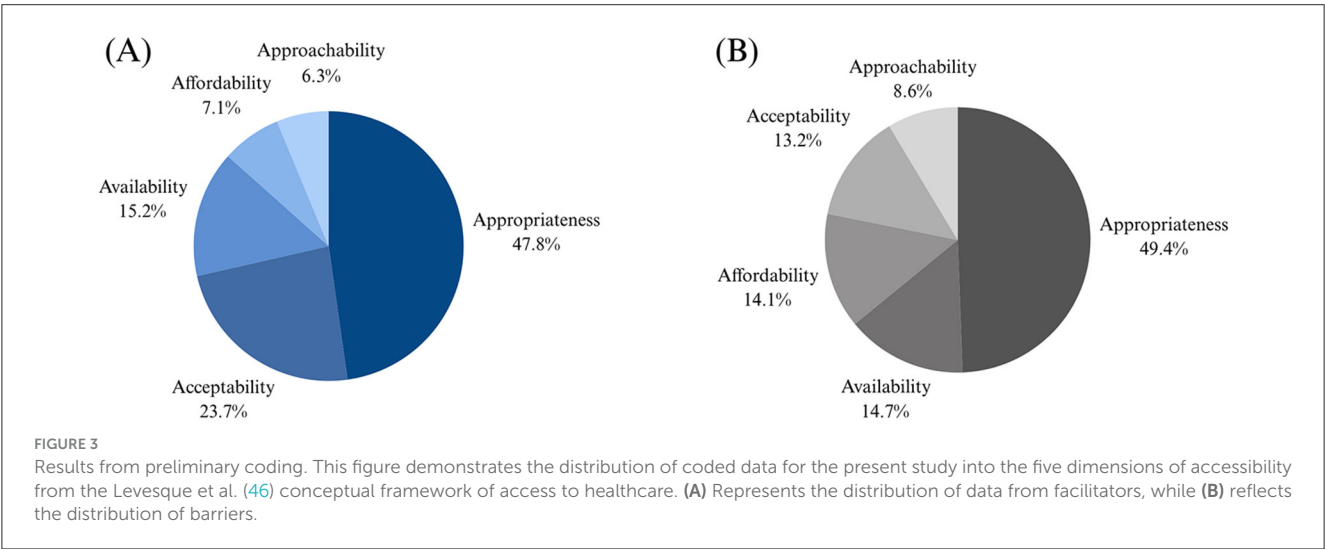 (A)
Approachability
6.3%
Affordability
7.1%
Availability
15.2%
Appropriateness
47.8%
Acceptability
23.7%
(B)
Approachability
8.6%
Acceptability
13.2%
Appropriateness
49.4%
Affordability
14.1%
Availability
14.7%
FIGURE 3
Results from preliminary coding. This figure demonstrates the distribution of coded data for the present study into the five dimensions of accessibility
from the Levesque et al. (46) conceptual framework of access to healthcare. (A) Represents the distribution of data from facilitators, while (B) reflects
the distribution of barriers.